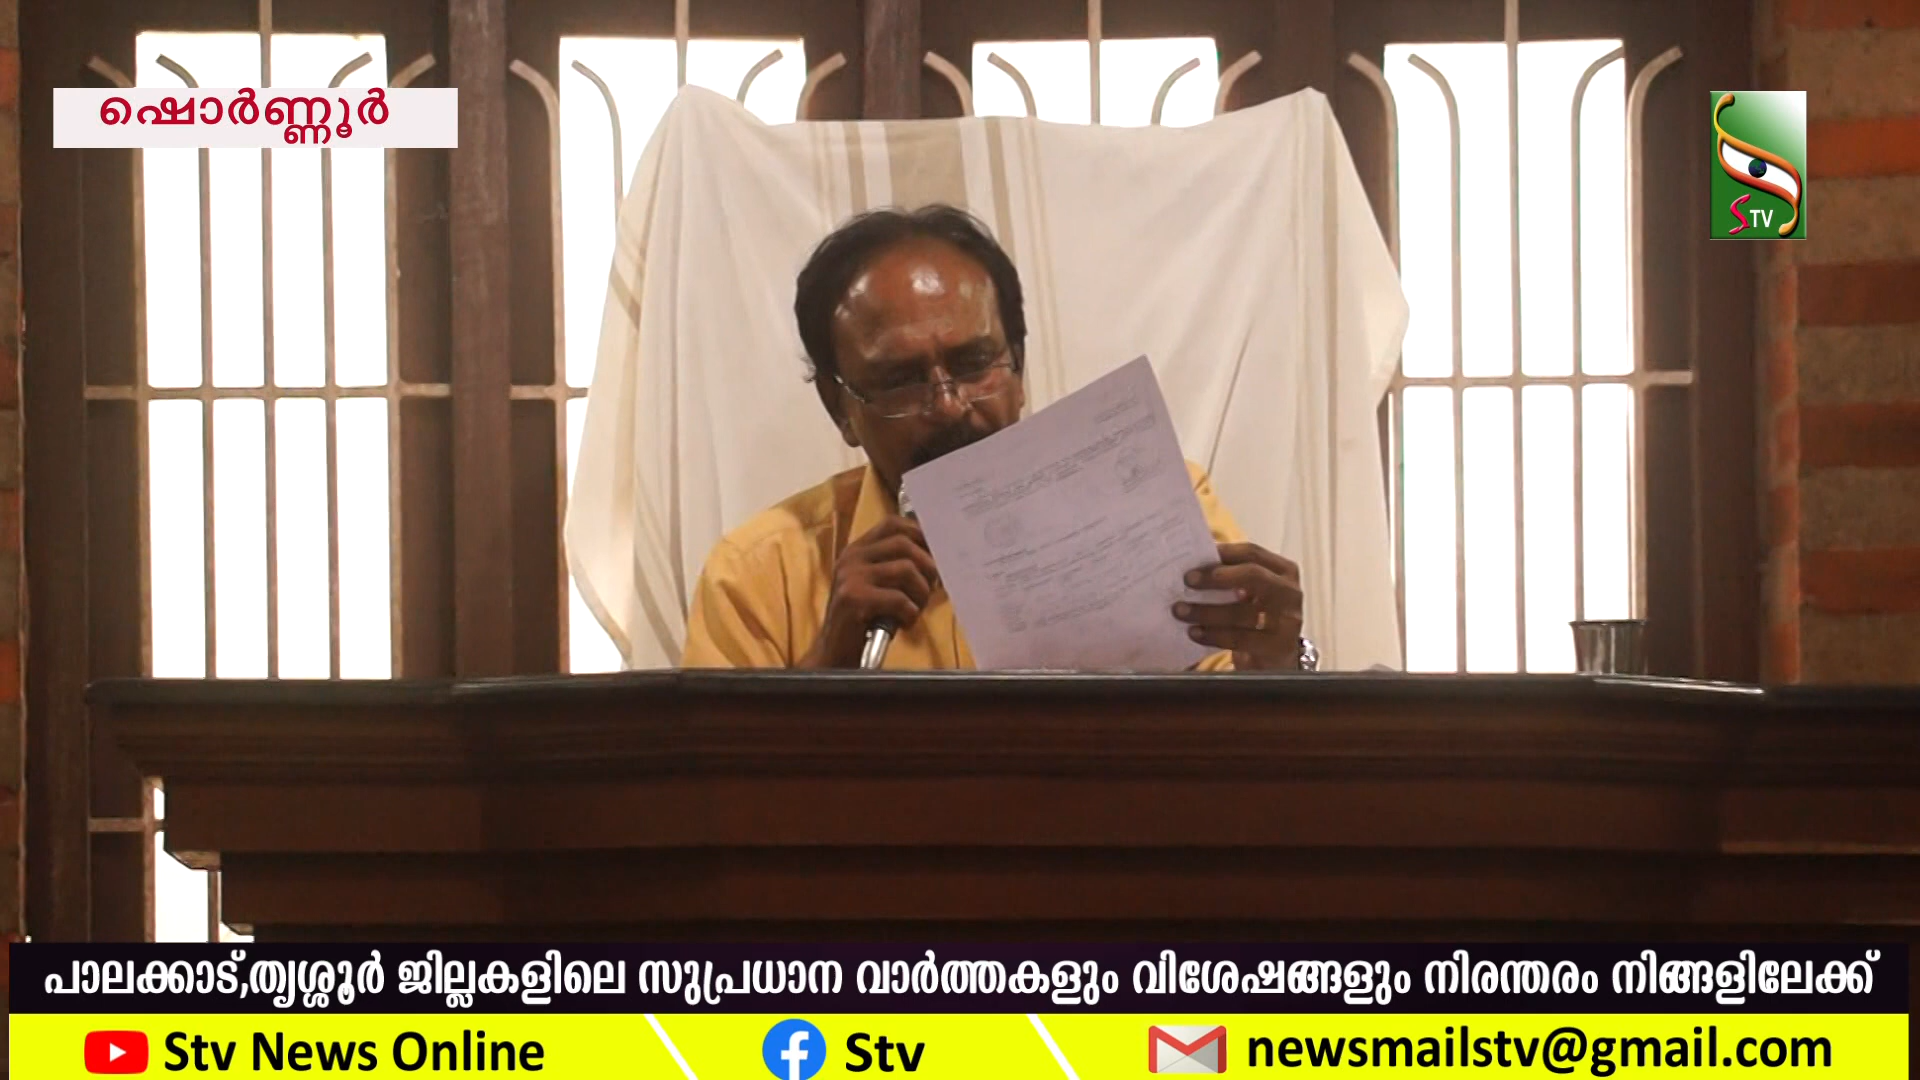 ഷൊർണ്ണൂർ
STV
പാലക്കാട്,തൃശ്ശൂർ ജില്ലകളിലെ സുപ്രധാന വാർത്തകളും വിശേഷങ്ങളും നിരന്തരം നിങ്ങളിലേക്ക്
Stv News Online
Stv
newsmailstv@gmail.com